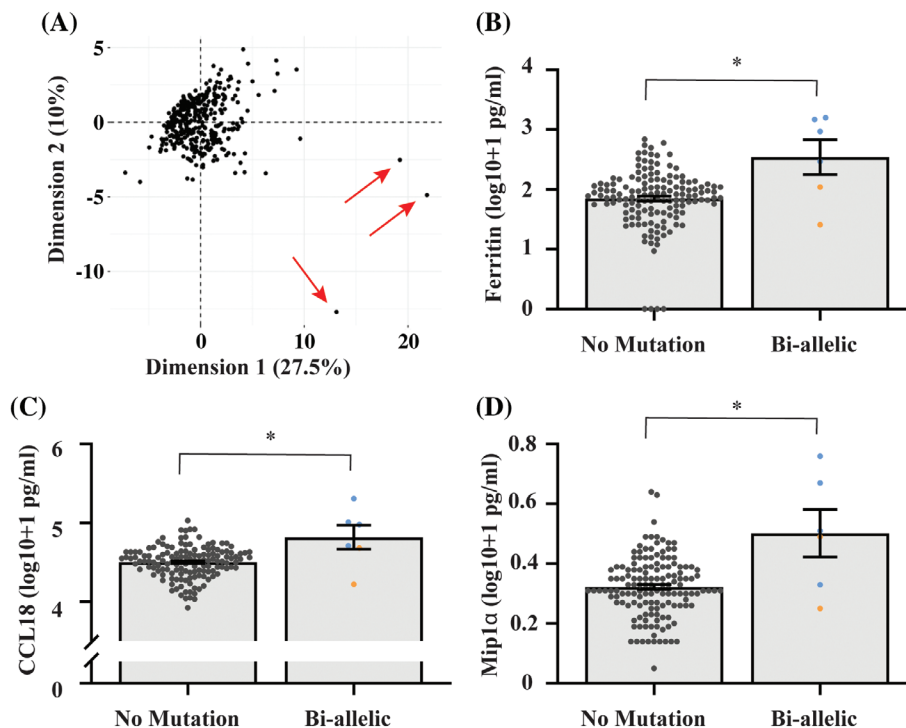 (A)
Dimension 2 (10%)
5
0
-5
-10
0
10
20
Dimension 1 (27.5%)
(B)
Ferritin (log10+1 pg/ml)
4
3
2
1
0
*
No Mutation
Bi-allelic
(C)
CCL18 (log10+1 pg/ml)
6
5
4
0
*
No Mutation
Bi-allelic
(D)
Mip1α (log10+1 pg/ml)
0.8
0.6
0.4
0.2
0
*
No Mutation
Bi-allelic